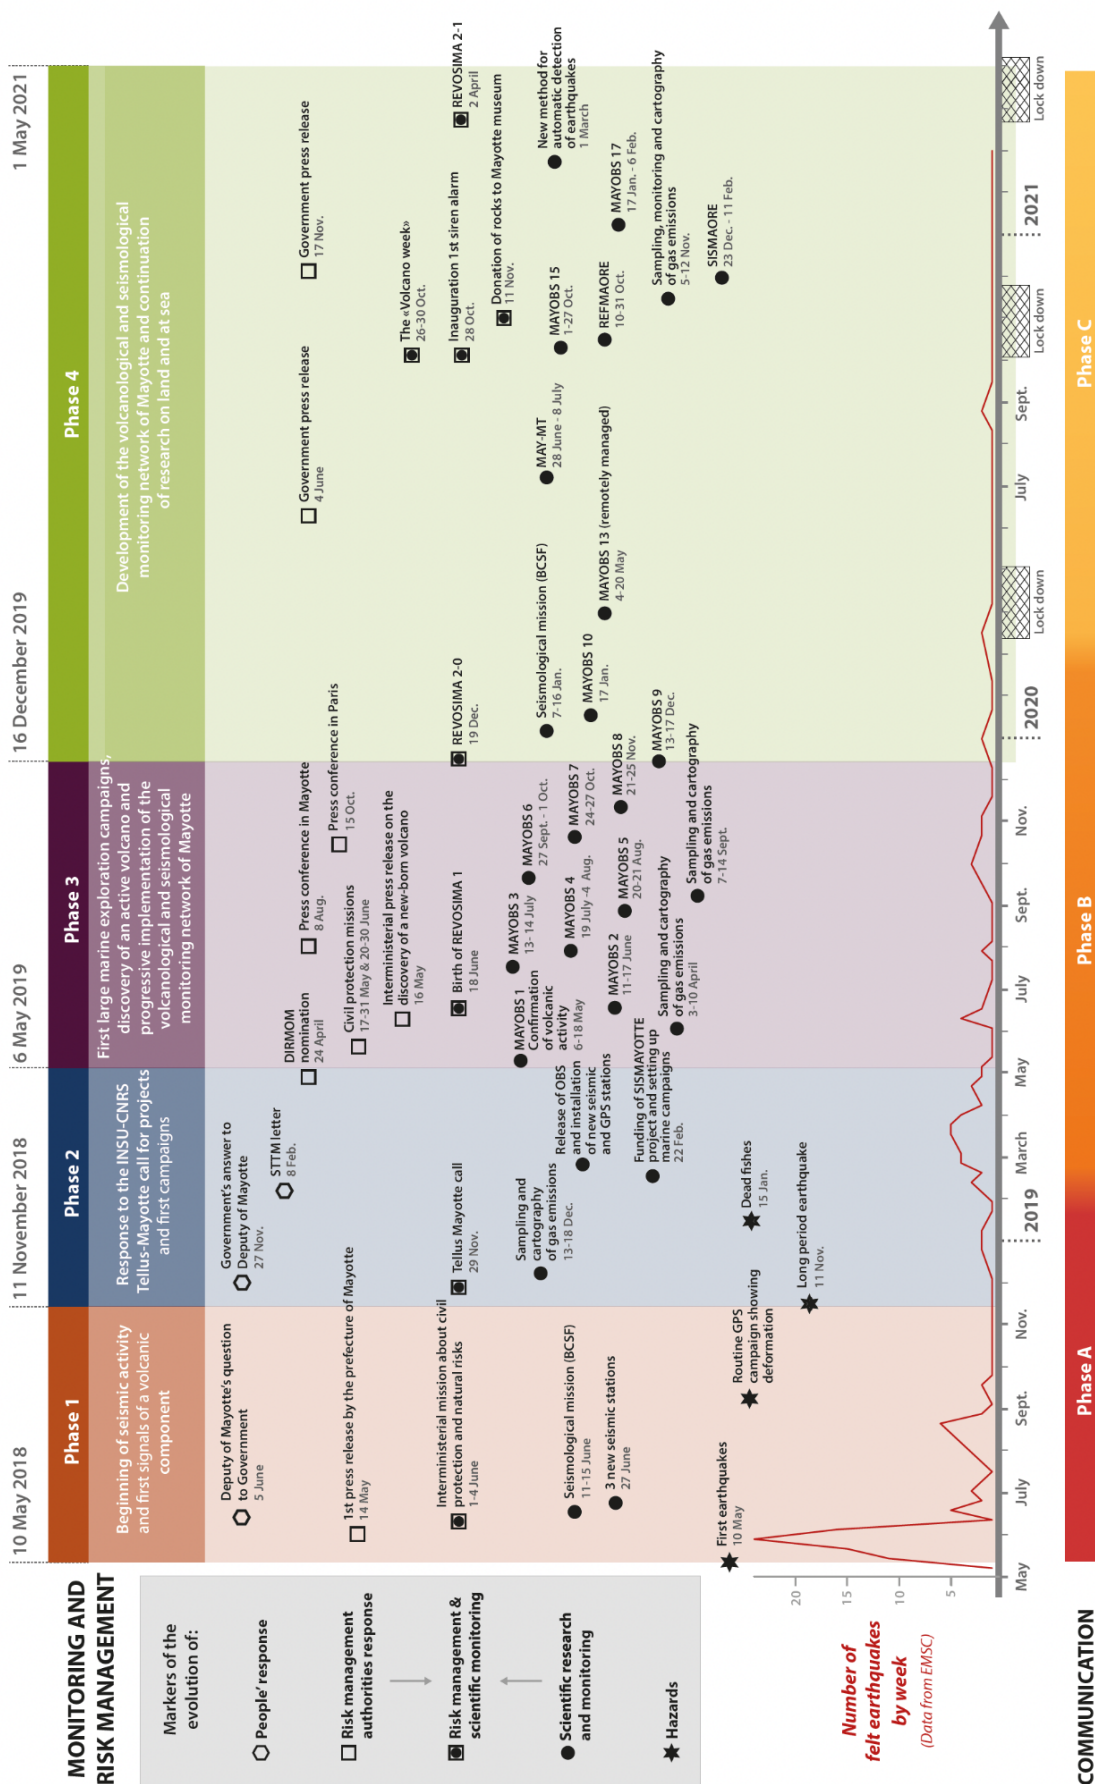 MONITORING AND
RISK MANAGEMENT
10 May 2018
11 November 2018
6 May 2019
16 December 2019
1 May 2021
Phase 1
Phase 2
Phase 3
Phase 4
Beginning of seismic activity
and first signals of a volcanic
component
Response to the INSU-CNRS
Tellus-Mayotte call for projects
and first campaigns
First large marine exploration campaigns,
discovery of an active volcano and
progressive implementation of the
volcanological and seismological
monitoring network of Mayotte
Development of the volcanological and seismological
monitoring network of Mayotte and continuation
of research on land and at sea
Markers of the
evolution of:
People' response
Risk management
authorities response
Risk management &
scientific monitoring
Scientific research
and monitoring
Hazards
Deputy of Mayotte's question
to Government
5 June
1st press release by the prefecture of Mayotte
14 May
Interministerial mission about civil
protection and natural risks
1-4 June
Seismological mission (BCSF)
11-15 June
3 new seismic stations
27 June
First earthquakes
10 May
Routine GPS
campaign showing
deformation
Government's answer to
Deputy of Mayotte
27 Nov.
STTM letter
8 Feb.
Tellus Mayotte call
29 Nov.
Sampling and
cartography
of gas emissions
13-18 Dec.
Release of OBS
and installation
of new seismic
and GPS stations
Funding of SISMAYOTTE
project and setting up
marine campaigns
22 Feb.
Dead fishes
15 Jan.
Long period earthquake
11 Nov.
DIRMOM
nomination
24 April
Press conference in Mayotte
8 Aug.
Press conference in Paris
15 Oct.
Civil protection missions
17-31 May & 20-30 June
Interministerial press release on the
discovery of a new-born volcano
16 May
Birth of REVOSIMA 1
18 June
MAYOBS 1
Confirmation
of volcanic
activity
6-18 May
MAYOBS 3
13- 14 July
MAYOBS 6
27 Sept. - 1 Oct.
MAYOBS 4
19 July -4 Aug.
MAYOBS 7
24-27 Oct.
MAYOBS 2
11-17 June
MAYOBS 5
20-21 Aug.
MAYOBS 8
21-25 Nov.
Sampling and cartography
of gas emissions
3-10 April
Sampling and cartography
of gas emissions
7-14 Sept.
MAYOBS 9
13-17 Dec.
Government press release
4 June
Government press release
17 Nov.
The «Volcano week»
26-30 Oct.
REVOSIMA 2-0
19 Dec.
Inauguration 1st siren alarm
28 Oct.
REVOSIMA 2-1
2 April
Donation of rocks to Mayotte museum
11 Nov.
Seismological mission (BCSF)
7-16 Jan.
MAY-MT
28 June - 8 July
MAYOBS 15
1-27 Oct.
New method for
automatic detection
of earthquakes
1 March
MAYOBS 10
17 Jan.
MAYOBS 13 (remotely managed)
4-20 May
REFMAORE
10-31 Oct.
MAYOBS 17
17 Jan. - 6 Feb.
Sampling, monitoring and cartography
of gas emissions
5-12 Nov.
SISMAORE
23 Dec. - 11 Feb.
Number of
felt earthquakes
by week
(Data from EMSC)
20
15
10
5
May
July
Sept.
Nov.
2019
March
May
July
Sept.
Nov.
2020
July
Sept.
2021
Lock down
Lock down
Lock down
COMMUNICATION
Phase A
Phase B
Phase C